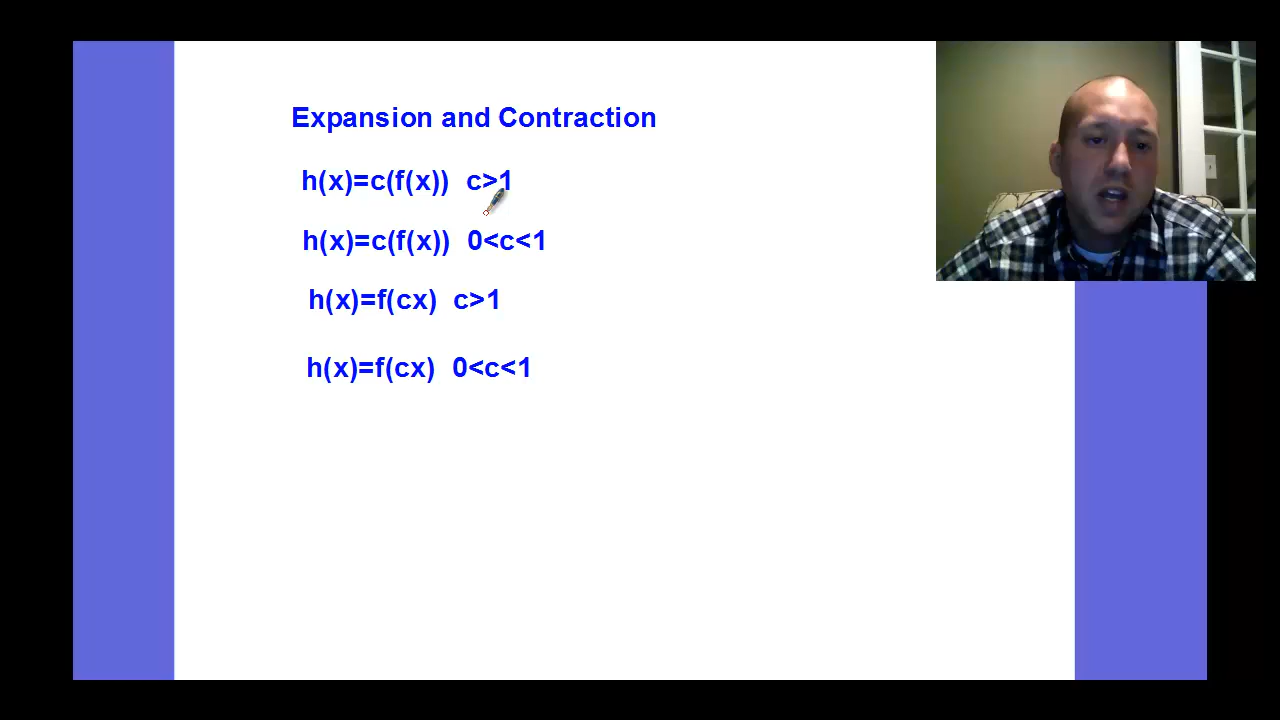 Expansion and Contraction
h(x)=c(f(x)) c>1
h(x)=c(f(x)) 0<c<1
h(x)=f(cx) c>1
h(x)=f(cx) 0<c<1